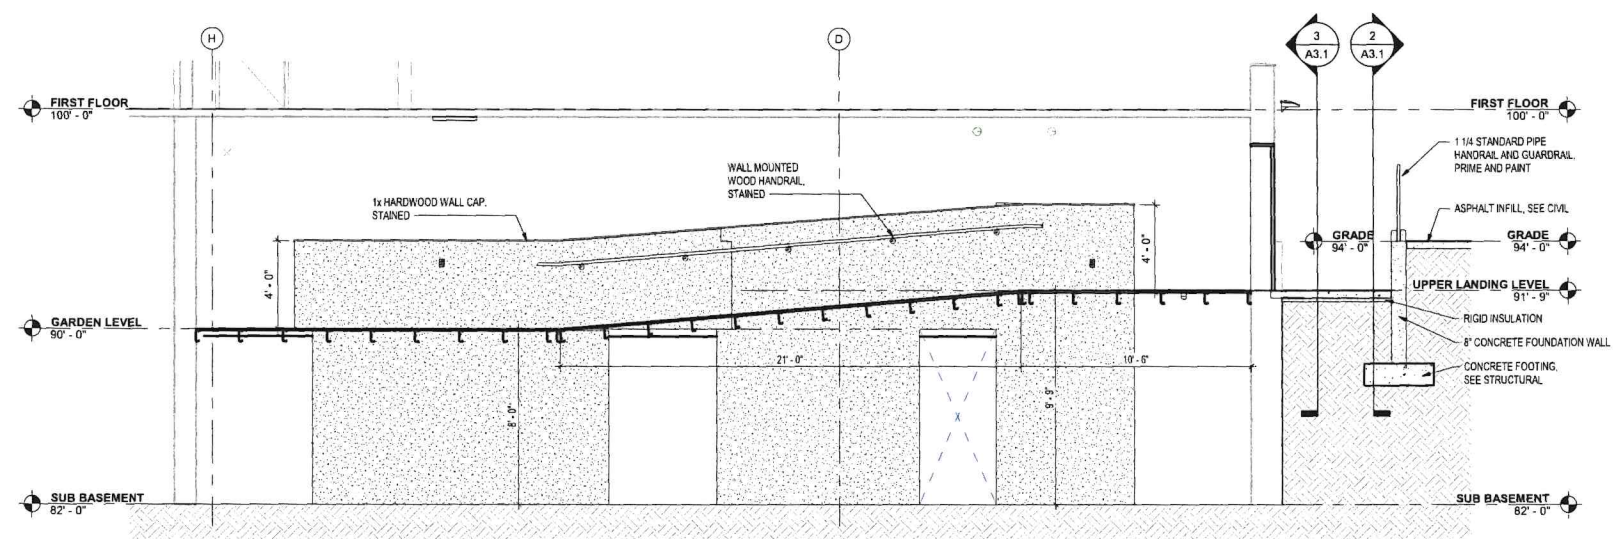 H
D
3
A3.1
2
A3.1
FIRST FLOOR
100' - 0"
FIRST FLOOR
100' - 0"
1 1/4 STANDARD PIPE
HANDRAIL AND GUARDRAIL,
PRIME AND PAINT
WALL MOUNTED
WOOD HANDRAIL,
STAINED
1x HARDWOOD WALL CAP,
STAINED
ASPHALT INFILL, SEE CIVIL
GRADE
94' - 0"
GRADE
94' - 0"
4' - 0"
4' - 0"
UPPER LANDING LEVEL
91' - 9"
GARDEN LEVEL
90' - 0"
RIGID INSULATION
8" CONCRETE FOUNDATION WALL
21' - 0"
10' - 6"
CONCRETE FOOTING,
SEE STRUCTURAL
8' - 0"
9' - 9"
X
SUB BASEMENT
82' - 0"
SUB BASEMENT
82' - 0"